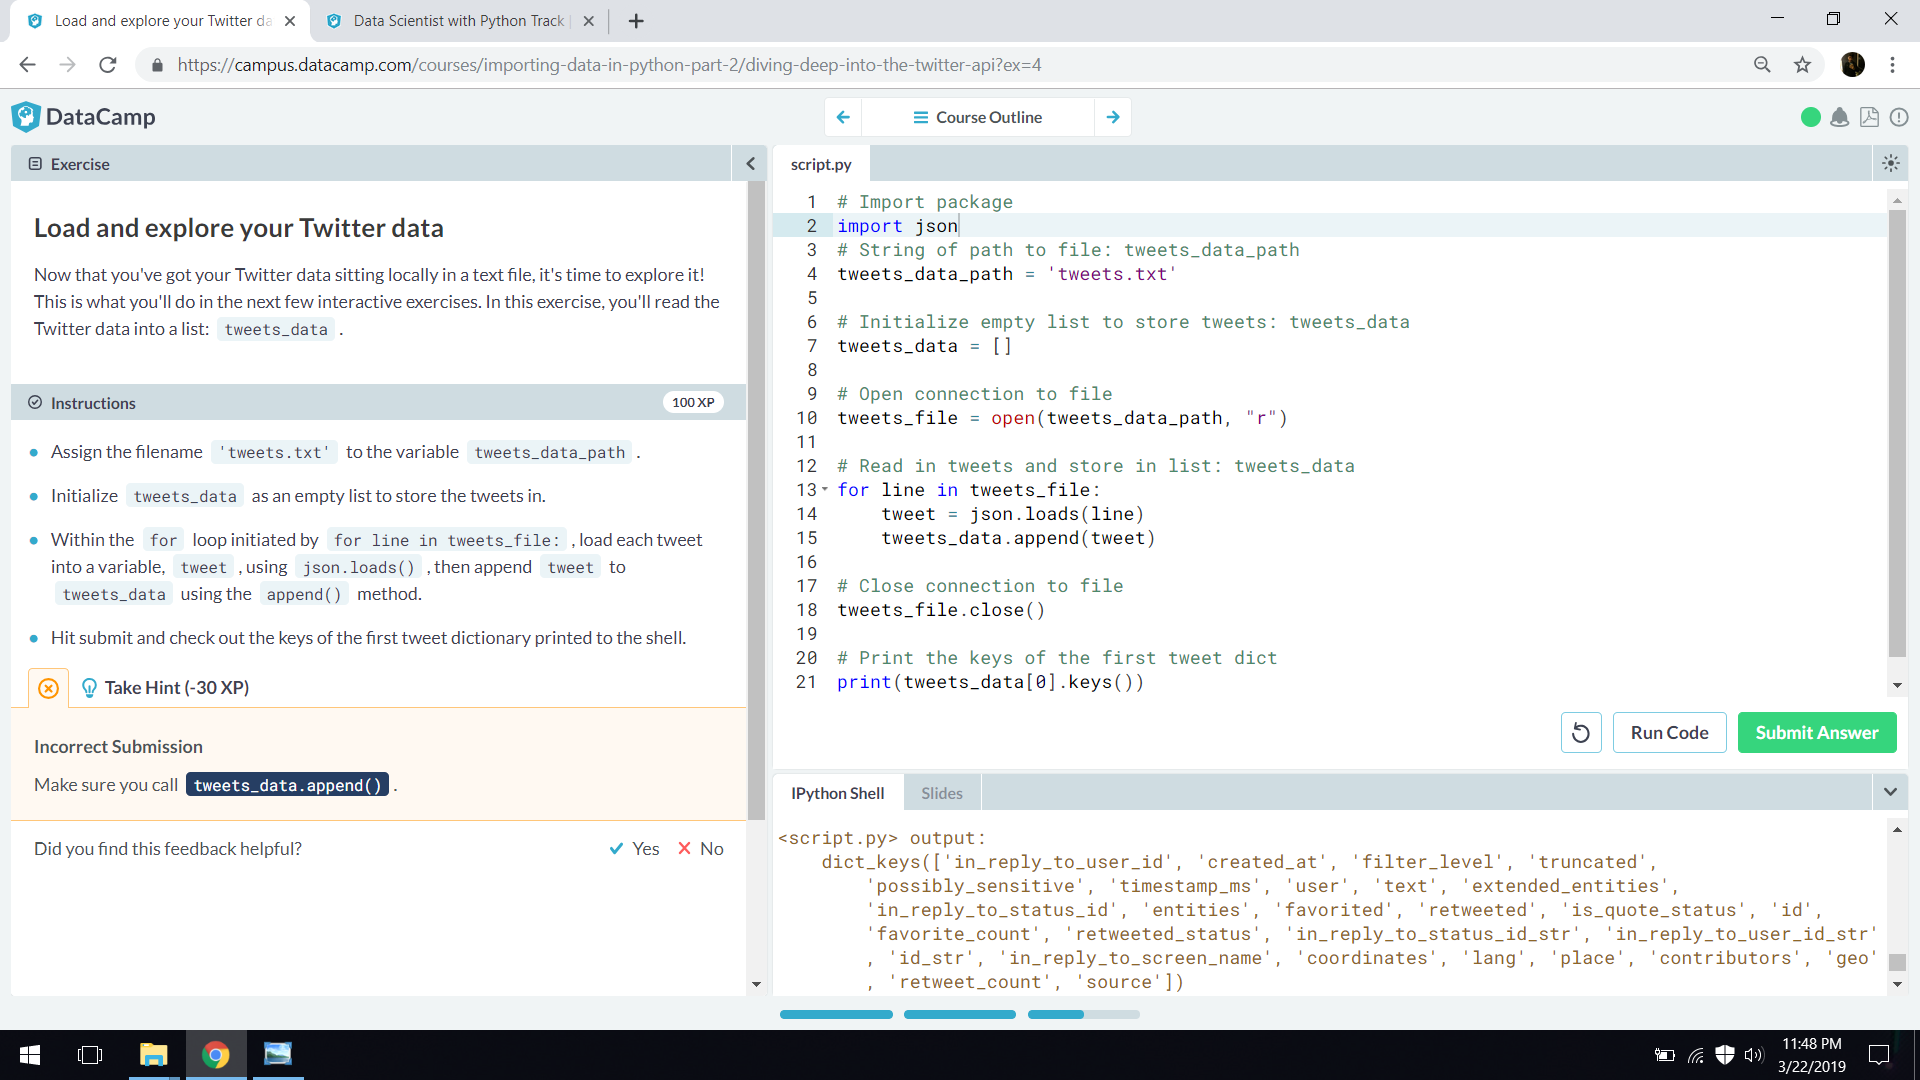 Load and explore your Twitter da
Data Scientist with Python Track
https://campus.datacamp.com/courses/importing-data-in-python-part-2/diving-deep-into-the-twitter-api?ex=4
DataCamp
Course Outline
Exercise
Load and explore your Twitter data
Now that you've got your Twitter data sitting locally in a text file, it's time to explore it!
This is what you'll do in the next few interactive exercises. In this exercise, you'll read the
Twitter data into a list: tweets_data .
Instructions
100 XP
Assign the filename 'tweets.txt' to the variable tweets_data_path .
Initialize tweets_data as an empty list to store the tweets in.
Within the for loop initiated by for line in tweets_file: , load each tweet
into a variable, tweet , using json.loads() , then append tweet to
tweets_data using the append() method.
Hit submit and check out the keys of the first tweet dictionary printed to the shell.
Take Hint (-30 XP)
Incorrect Submission
Make sure you call tweets_data.append() .
Did you find this feedback helpful?
Yes
No
script.py
1 # Import package
2 import json
3 # String of path to file: tweets_data_path
4 tweets_data_path = 'tweets.txt'
5
6 # Initialize empty list to store tweets: tweets_data
7 tweets_data = []
8
9 # Open connection to file
10 tweets_file = open(tweets_data_path, "r")
11
12 # Read in tweets and store in list: tweets_data
13 for line in tweets_file:
14     tweet = json.loads(line)
15     tweets_data.append(tweet)
16
17 # Close connection to file
18 tweets_file.close()
19
20 # Print the keys of the first tweet dict
21 print(tweets_data[0].keys())
Run Code
Submit Answer
IPython Shell
Slides
<script.py> output:
dict_keys(['in_reply_to_user_id', 'created_at', 'filter_level', 'truncated',
'possibly_sensitive', 'timestamp_ms', 'user', 'text', 'extended_entities',
'in_reply_to_status_id', 'entities', 'favorited', 'retweeted', 'is_quote_status', 'id',
'favorite_count', 'retweeted_status', 'in_reply_to_status_id_str', 'in_reply_to_user_id_str'
, 'id_str', 'in_reply_to_screen_name', 'coordinates', 'lang', 'place', 'contributors', 'geo'
, 'retweet_count', 'source'])
11:48 PM
3/22/2019